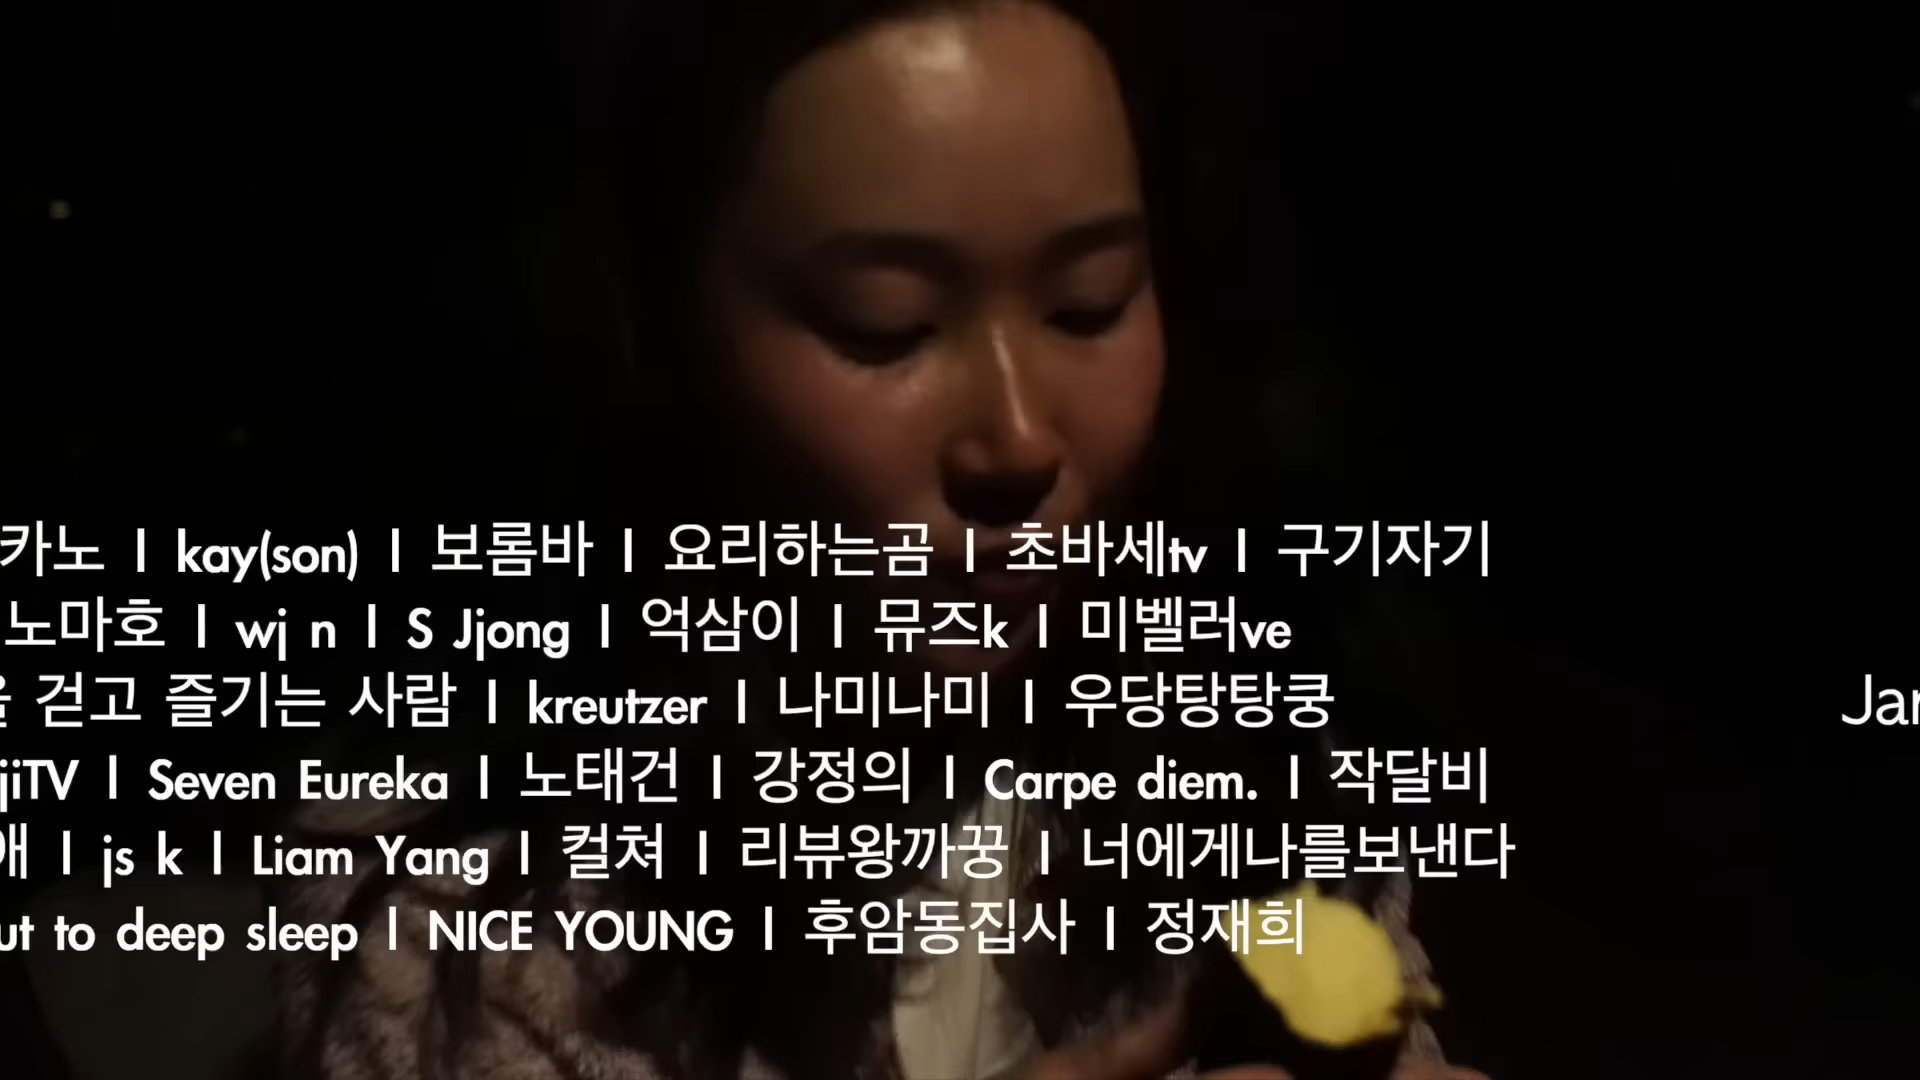 카노 I kay(son) I 보롬바 I 요리하는곰 I 초바세tv I 구기자기
노마호 I wj n I S Jjong I 억삼이 I 뮤즈k I 미벨러ve
걷고 즐기는 사람 I kreutzer I 나미나미 I 우당탕탕쿵
jiTV I Seven Eureka I 노태건 I 강정의 I Carpe diem. I 작달비
애 I js k I Liam Yang I 컬쳐 I 리뷰왕까꿍 I 너에게나를보낸다
ut to deep sleep I NICE YOUNG I 후암동집사 I 정재희